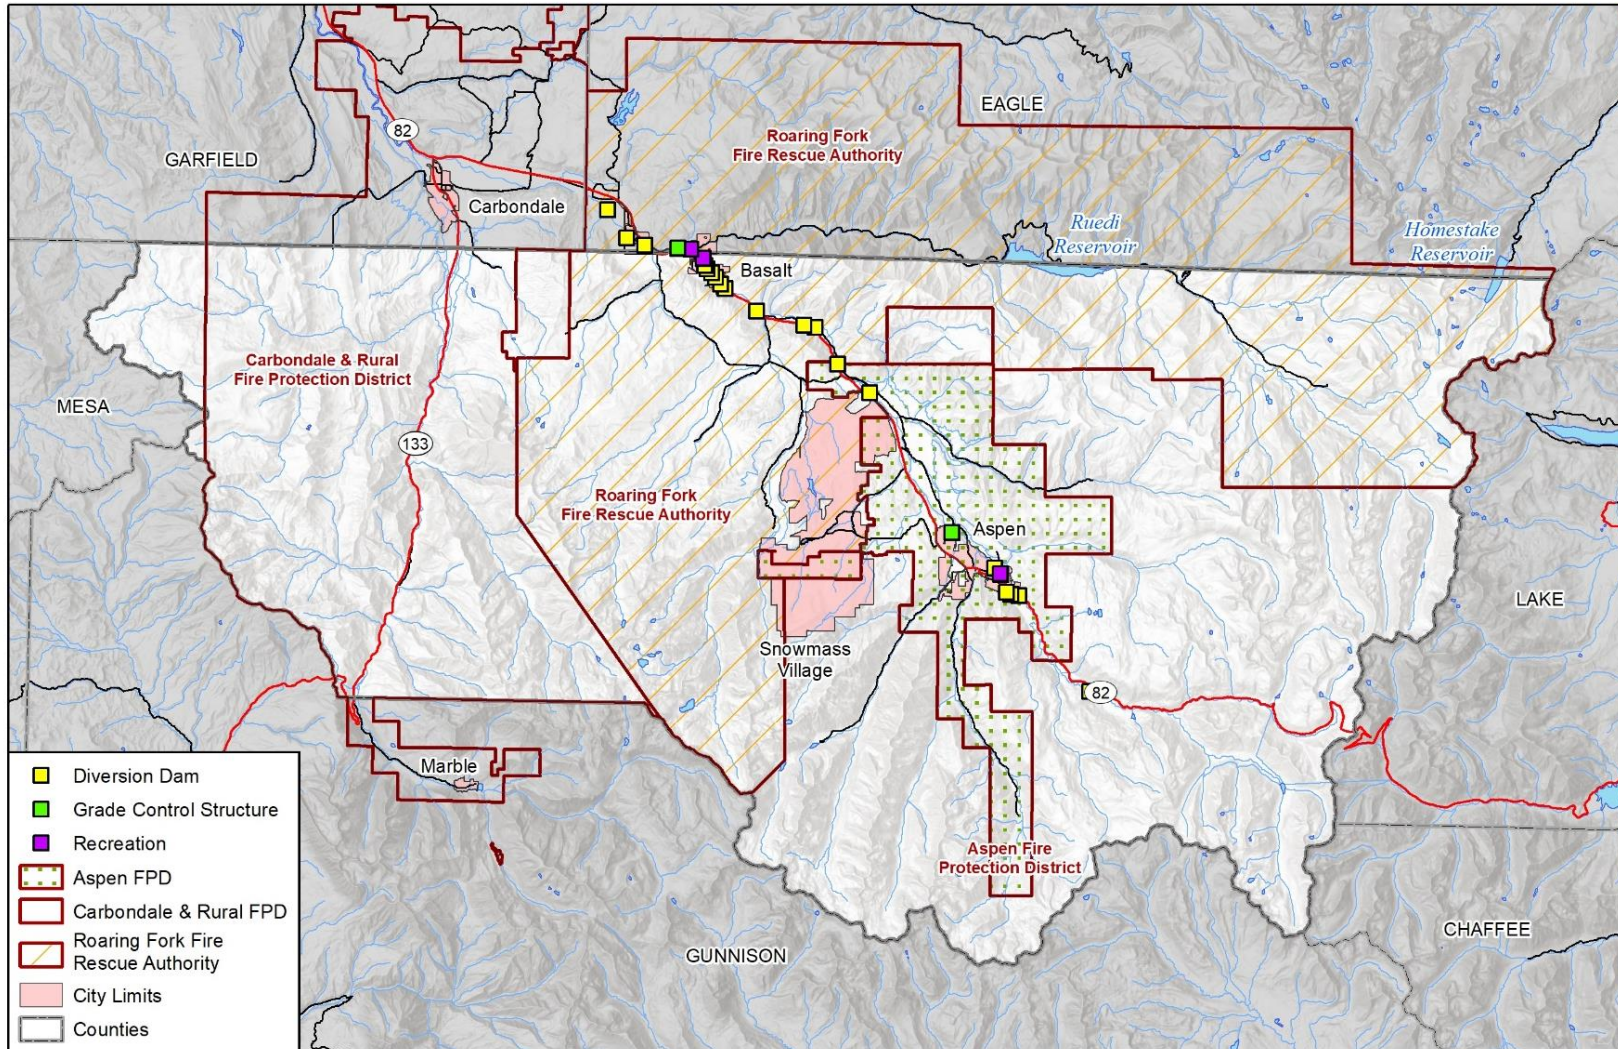 EAGLE
82
Roaring Fork
Fire Rescue Authority
GARFIELD
Carbondale
Ruedi
Reservoir
Homestake
Reservoir
Basalt
Carbondale & Rural
Fire Protection District
MESA
133
Roaring Fork
Fire Rescue Authority
Aspen
LAKE
Snowmass
Village
82
Marble
Aspen Fire
Protection District
CHAFFEE
GUNNISON
Diversion Dam
Grade Control Structure
Recreation
Aspen FPD
Carbondale & Rural FPD
Roaring Fork Fire
Rescue Authority
City Limits
Counties